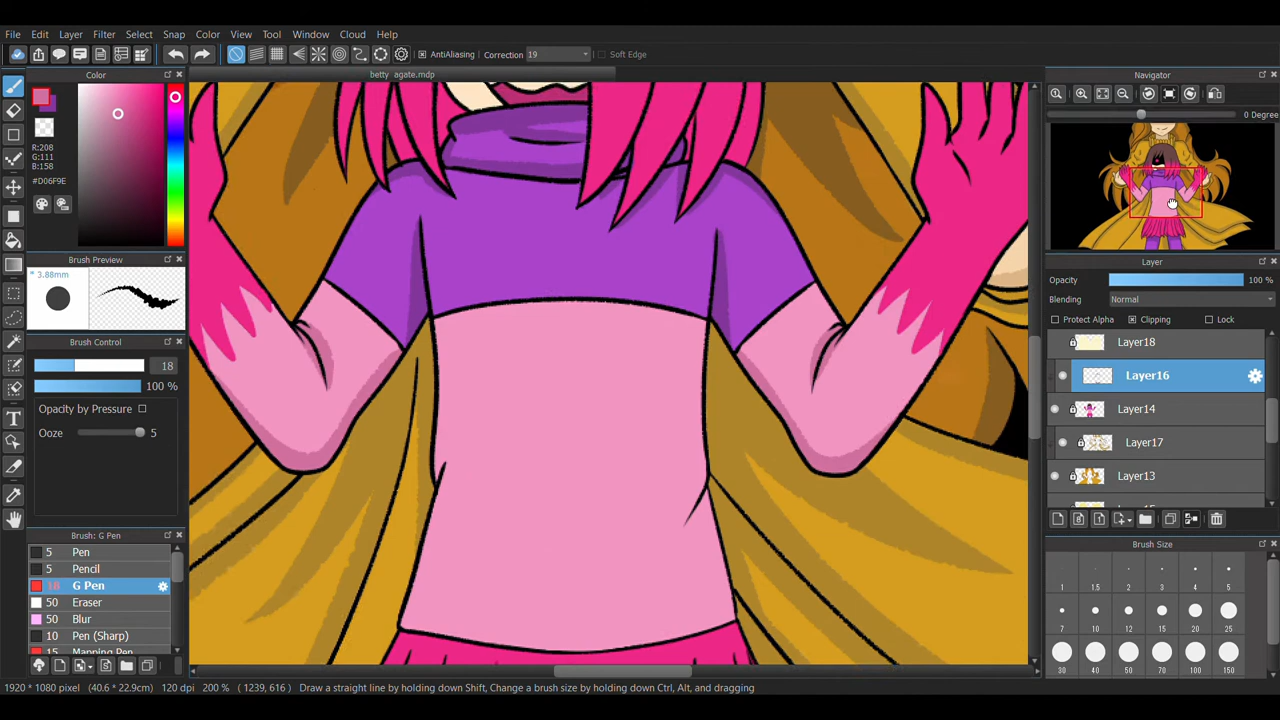 File Edit Layer Filter Select Snap Color View Tool Window Cloud Help
AntiAliasing Correction 19 Soft Edge
betty agate.mdp
Color
R:208
G:111
B:158
#D06F9E
Brush Preview
* 3.88mm
Brush Control
18
100 %
Opacity by Pressure
Ooze 5
Brush: G Pen
5 Pen
5 Pencil
18 G Pen
50 Eraser
50 Blur
10 Pen (Sharp)
15 Mapping Pen
Navigator
0 Degree
Layer
Opacity 100 %
Blending Normal
Protect Alpha Clipping Lock
Layer18
Layer16
Layer14
Layer17
Layer13
Brush Size
1 1.5 2 3 4 5
7 10 12 15 20 25
30 40 50 70 100 150
1920 * 1080 pixel (40.6 * 22.9cm) 120 dpi 200 % ( 1239, 616 ) Draw a straight line by holding down Shift, Change a brush size by holding down Ctrl, Alt, and dragging